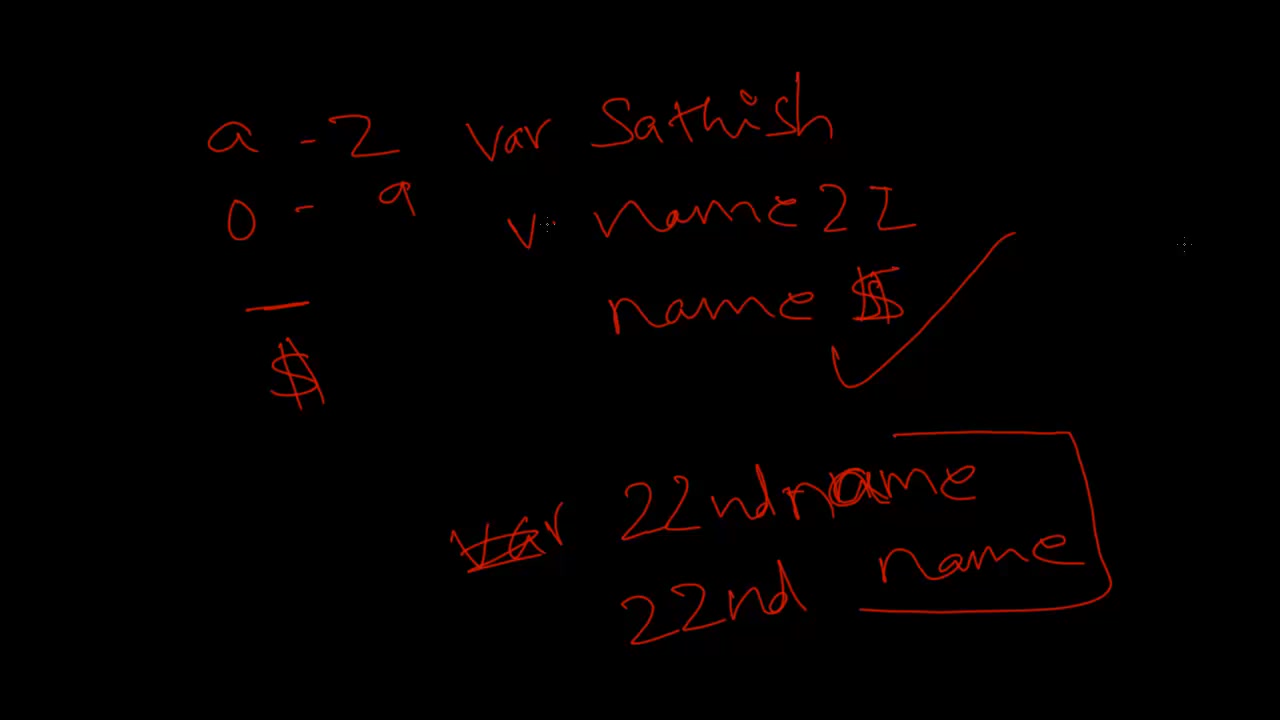 a - z var Sathish
0 - 9 v name22
_ name $
$
var 22ndname
22nd name